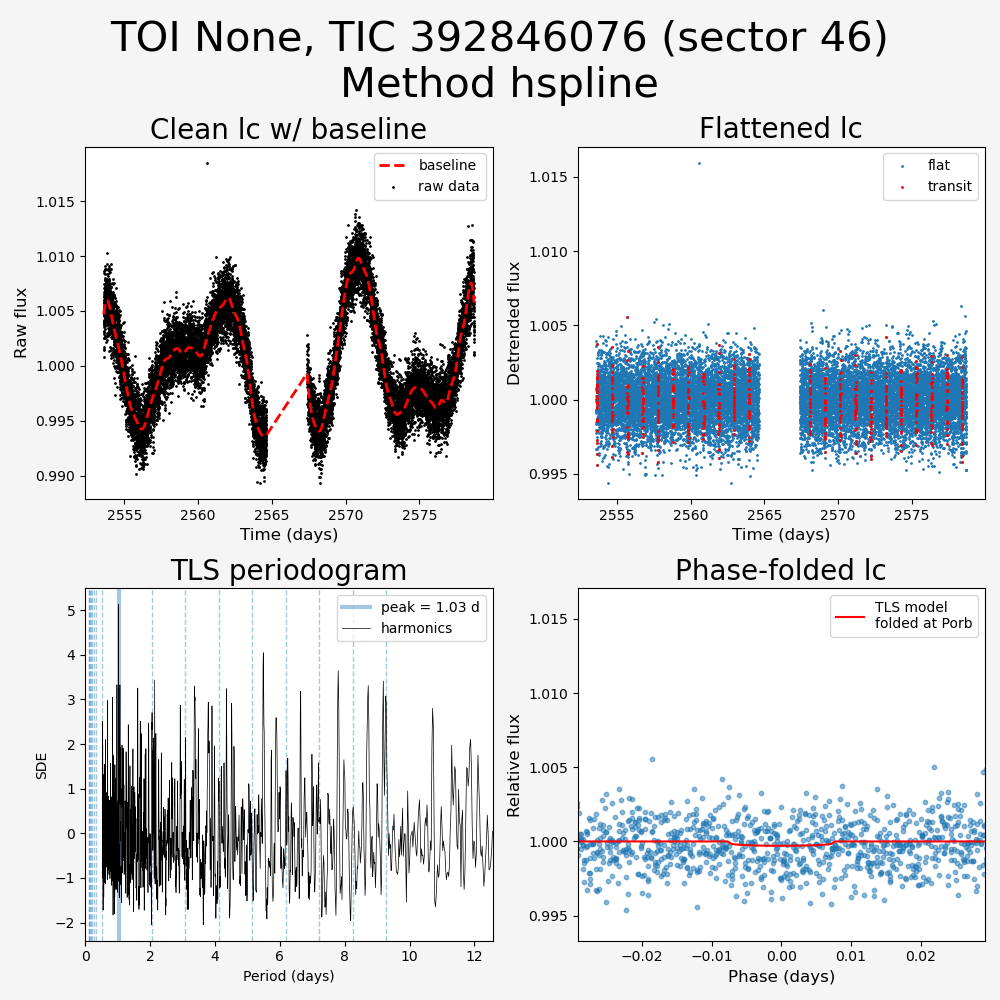 TOI None, TIC 392846076 (sector 46)
Method hspline
Clean lc w/ baseline
baseline
raw data
1.015
1.010
1.005
1.000
0.995
0.990
Raw flux
2555 2560 2565 2570 2575
Time (days)
Flattened lc
flat
transit
1.015
1.010
1.005
1.000
0.995
Detrended flux
2555 2560 2565 2570 2575
Time (days)
TLS periodogram
peak = 1.03 d
harmonics
5
4
3
2
1
0
−1
−2
SDE
0 2 4 6 8 10 12
Period (days)
Phase-folded lc
TLS model
folded at Porb
1.015
1.010
1.005
1.000
0.995
Relative flux
−0.02 −0.01 0.00 0.01 0.02
Phase (days)